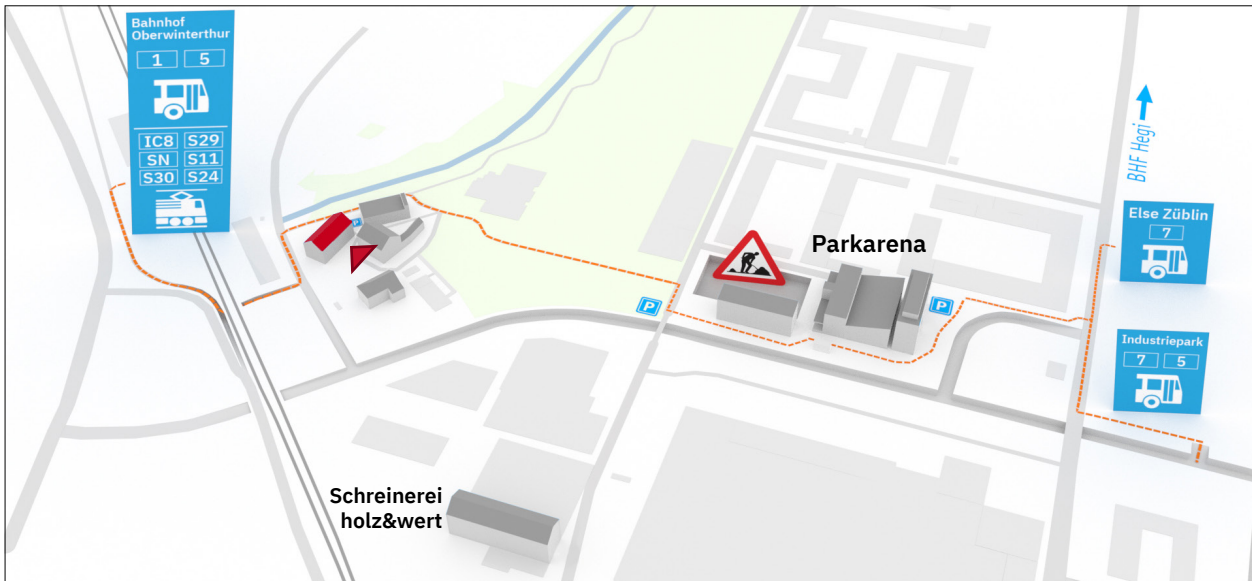 Bahnhof
Oberwinterthur
1 5
IC8 S29
SN S11
S30 S24
P
BHF Hegi
Else Züblin
7
Parkarena
P
P
Industriepark
7 5
Schreinerei
holz&wert